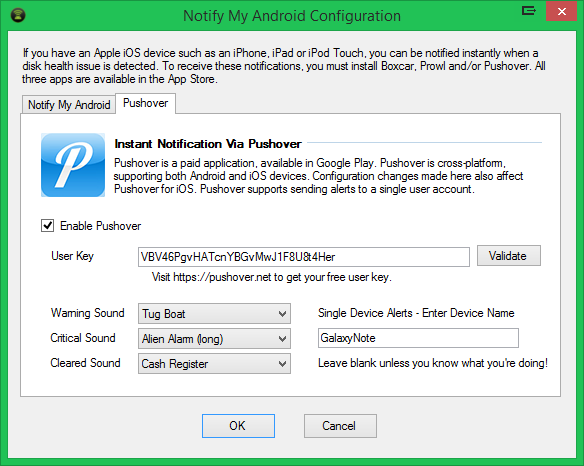 Notify My Android Configuration
If you have an Apple iOS device such as an iPhone, iPad or iPod Touch, you can be notified instantly when a
disk health issue is detected. To receive these notifications, you must install Boxcar, Prowl and/or Pushover. All
three apps are available in the App Store.
Notify My Android
Pushover
Instant Notification Via Pushover
Pushover is a paid application, available in Google Play. Pushover is cross-platform,
supporting both Android and iOS devices. Configuration changes made here also affect
Pushover for iOS. Pushover supports sending alerts to a single user account.
Enable Pushover
User Key
VBV46PgvHATcnYBGvMwJ1F8U8t4Her
Validate
Visit https://pushover.net to get your free user key.
Warning Sound
Tug Boat
Single Device Alerts - Enter Device Name
Critical Sound
Alien Alarm (long)
GalaxyNote
Cleared Sound
Cash Register
Leave blank unless you know what you're doing!
OK
Cancel